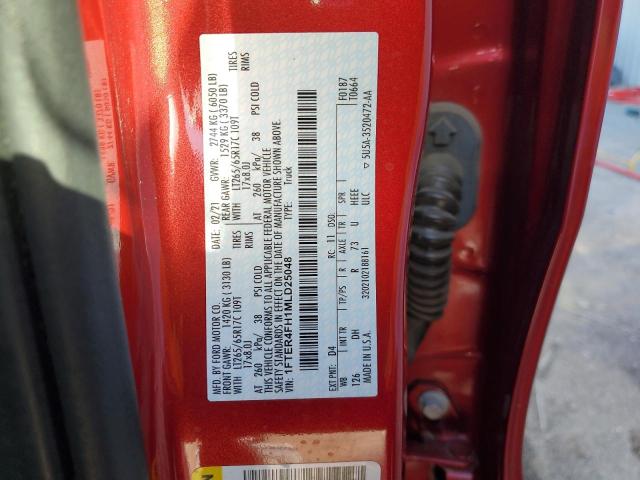 MFD. BY FORD MOTOR CO.
DATE: 02/21 GVWR: 2744 KG ( 6050 LB)
FRONT GAWR: 1420 KG ( 3130 LB) REAR GAWR: 1529 KG ( 3370 LB)
WITH LT265/65R17C 109T TIRES WITH LT265/65R17C 109T TIRES
17x8.0J RIMS 17x8.0J RIMS
AT 260 kPa/ 38 PSI COLD AT 260 kPa/ 38 PSI COLD
THIS VEHICLE CONFORMS TO ALL APPLICABLE FEDERAL MOTOR VEHICLE
SAFETY STANDARDS IN EFFECT ON THE DATE OF MANUFACTURE SHOWN ABOVE.
VIN: 1FTER4FH1MLD25048 TYPE: Truck
F0187
T0664
EXT PNT: D4 RC: 11 DSO:
WB INT TR TP/PS R AXLE TR SPR
126 DH R 73 U HEEE
ULC
MADE IN U.S.A. 320210218B161
5U5A-3520472-AA
N